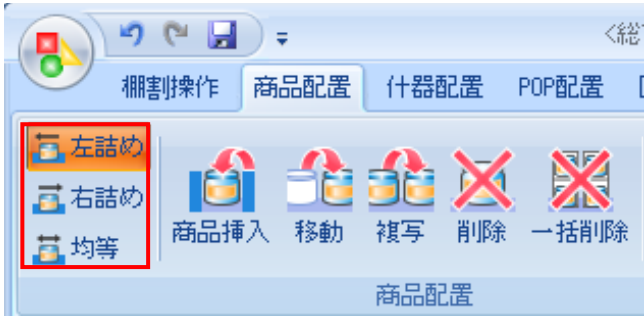 <総
棚割操作 商品配置 什器配置 POP配置
左詰め
右詰め
均等
商品挿入 移動 複写 削除 一括削除
商品配置